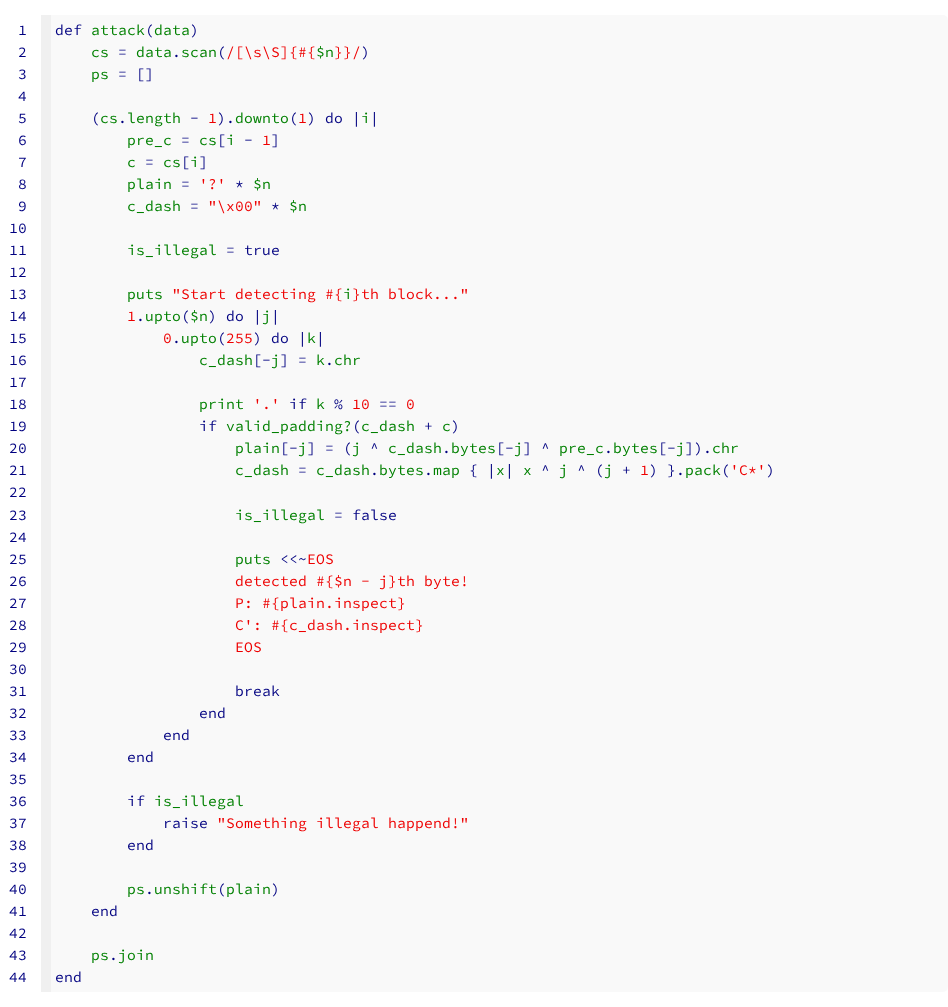 1 def attack(data)
2     cs = data.scan(/[\s\S]{#{$n}}/)
3     ps = []
4
5     (cs.length - 1).downto(1) do |i|
6         pre_c = cs[i - 1]
7         c = cs[i]
8         plain = '?' * $n
9         c_dash = "\x00" * $n
10
11         is_illegal = true
12
13         puts "Start detecting #{i}th block..."
14         1.upto($n) do |j|
15             0.upto(255) do |k|
16                 c_dash[-j] = k.chr
17
18                 print '.' if k % 10 == 0
19                 if valid_padding?(c_dash + c)
20                     plain[-j] = (j ^ c_dash.bytes[-j] ^ pre_c.bytes[-j]).chr
21                     c_dash = c_dash.bytes.map { |x| x ^ j ^ (j + 1) }.pack('C*')
22
23                     is_illegal = false
24
25                     puts <<~EOS
26                     detected #{$n - j}th byte!
27                     P: #{plain.inspect}
28                     C': #{c_dash.inspect}
29                     EOS
30
31                     break
32                 end
33             end
34         end
35
36         if is_illegal
37             raise "Something illegal happend!"
38         end
39
40         ps.unshift(plain)
41     end
42
43     ps.join
44 end